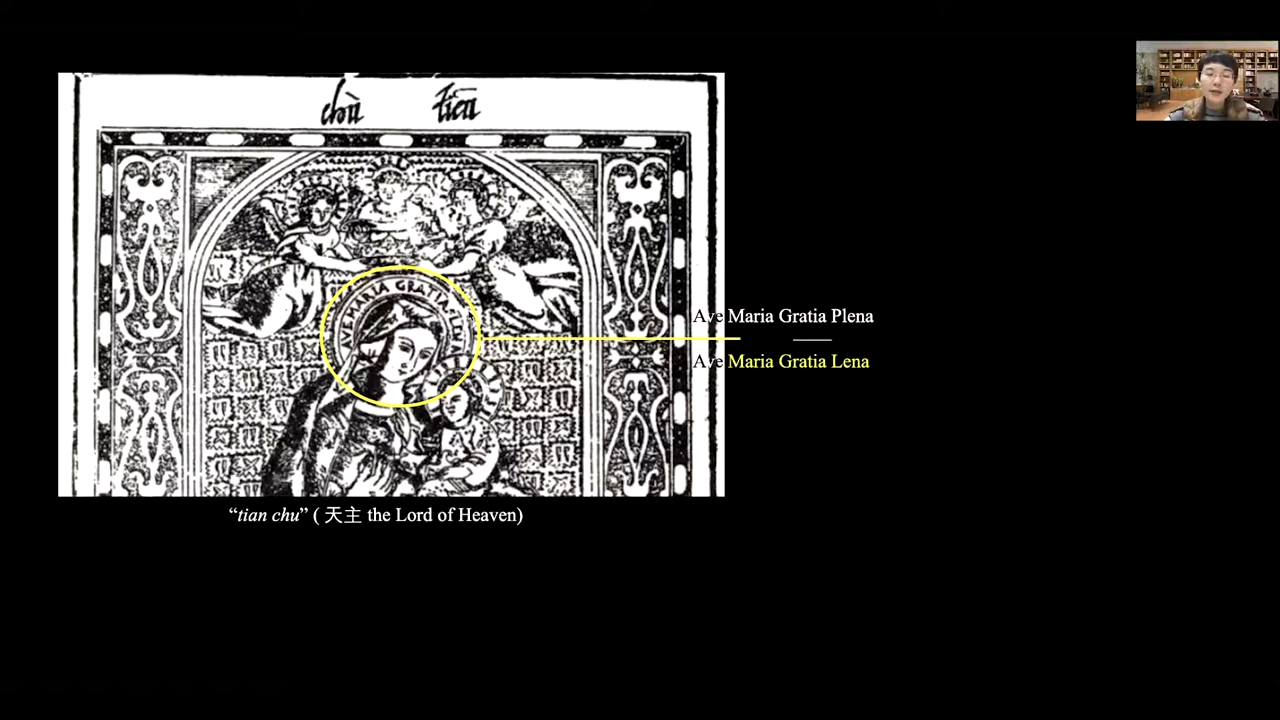 chù tiēn
AVE MARIA GRATIA LENA
Ave Maria Gratia Plena
Ave Maria Gratia Lena
“tian chu” ( 天主 the Lord of Heaven)